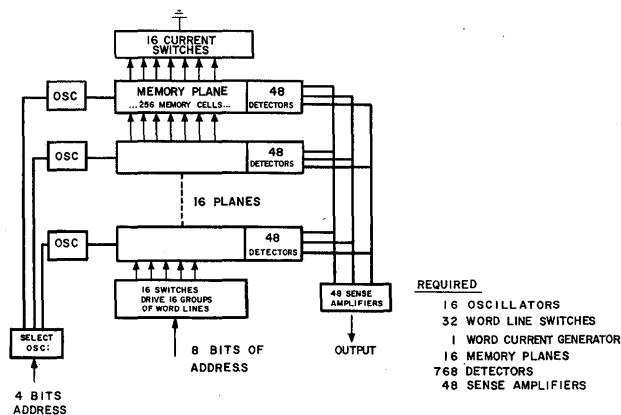 16 CURRENT
SWITCHES
OSC
MEMORY PLANE
...256 MEMORY CELLS...
48
DETECTORS
OSC
48
DETECTORS
16 PLANES
OSC
48
DETECTORS
16 SWITCHES
DRIVE 16 GROUPS
OF WORD LINES
48 SENSE
AMPLIFIERS
SELECT
OSC:
8 BITS OF
ADDRESS
OUTPUT
4 BITS
ADDRESS
REQUIRED
16 OSCILLATORS
32 WORD LINE SWITCHES
1 WORD CURRENT GENERATOR
16 MEMORY PLANES
768 DETECTORS
48 SENSE AMPLIFIERS